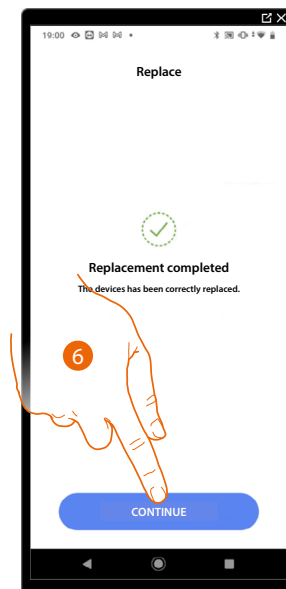 19:00
Replace
Replacement completed
The devices has been correctly replaced.
6
CONTINUE